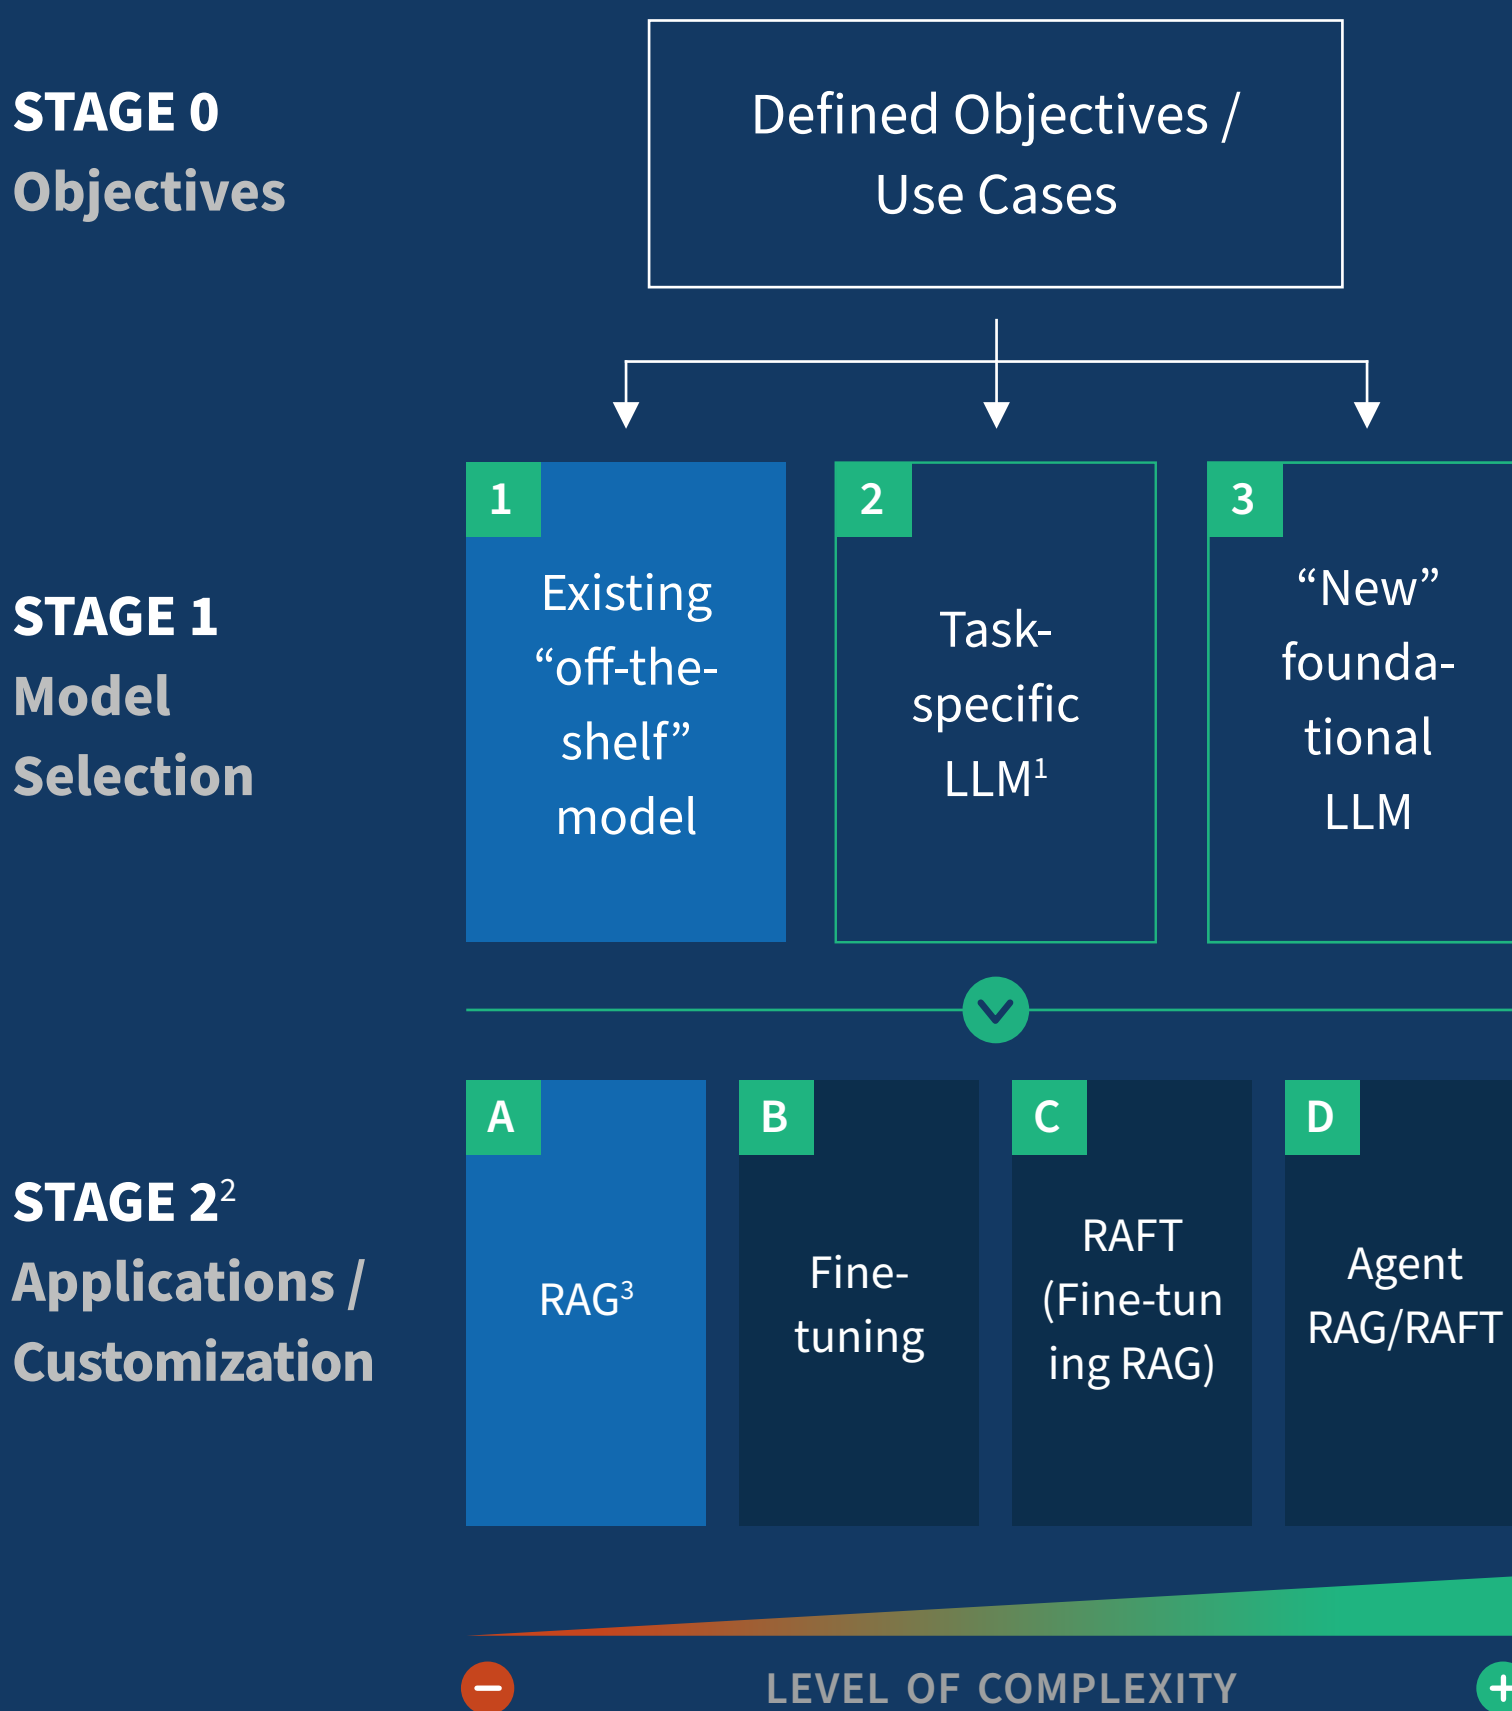 STAGE 0
Objectives
Defined Objectives /
Use Cases
STAGE 1
Model
Selection
1
Existing
“off-the-
shelf”
model
2
Task-
specific
LLM¹
3
“New”
founda-
tional
LLM
STAGE 2²
Applications /
Customization
A
RAG³
B
Fine-
tuning
C
RAFT
(Fine-tun
ing RAG)
D
Agent
RAG/RAFT
LEVEL OF COMPLEXITY